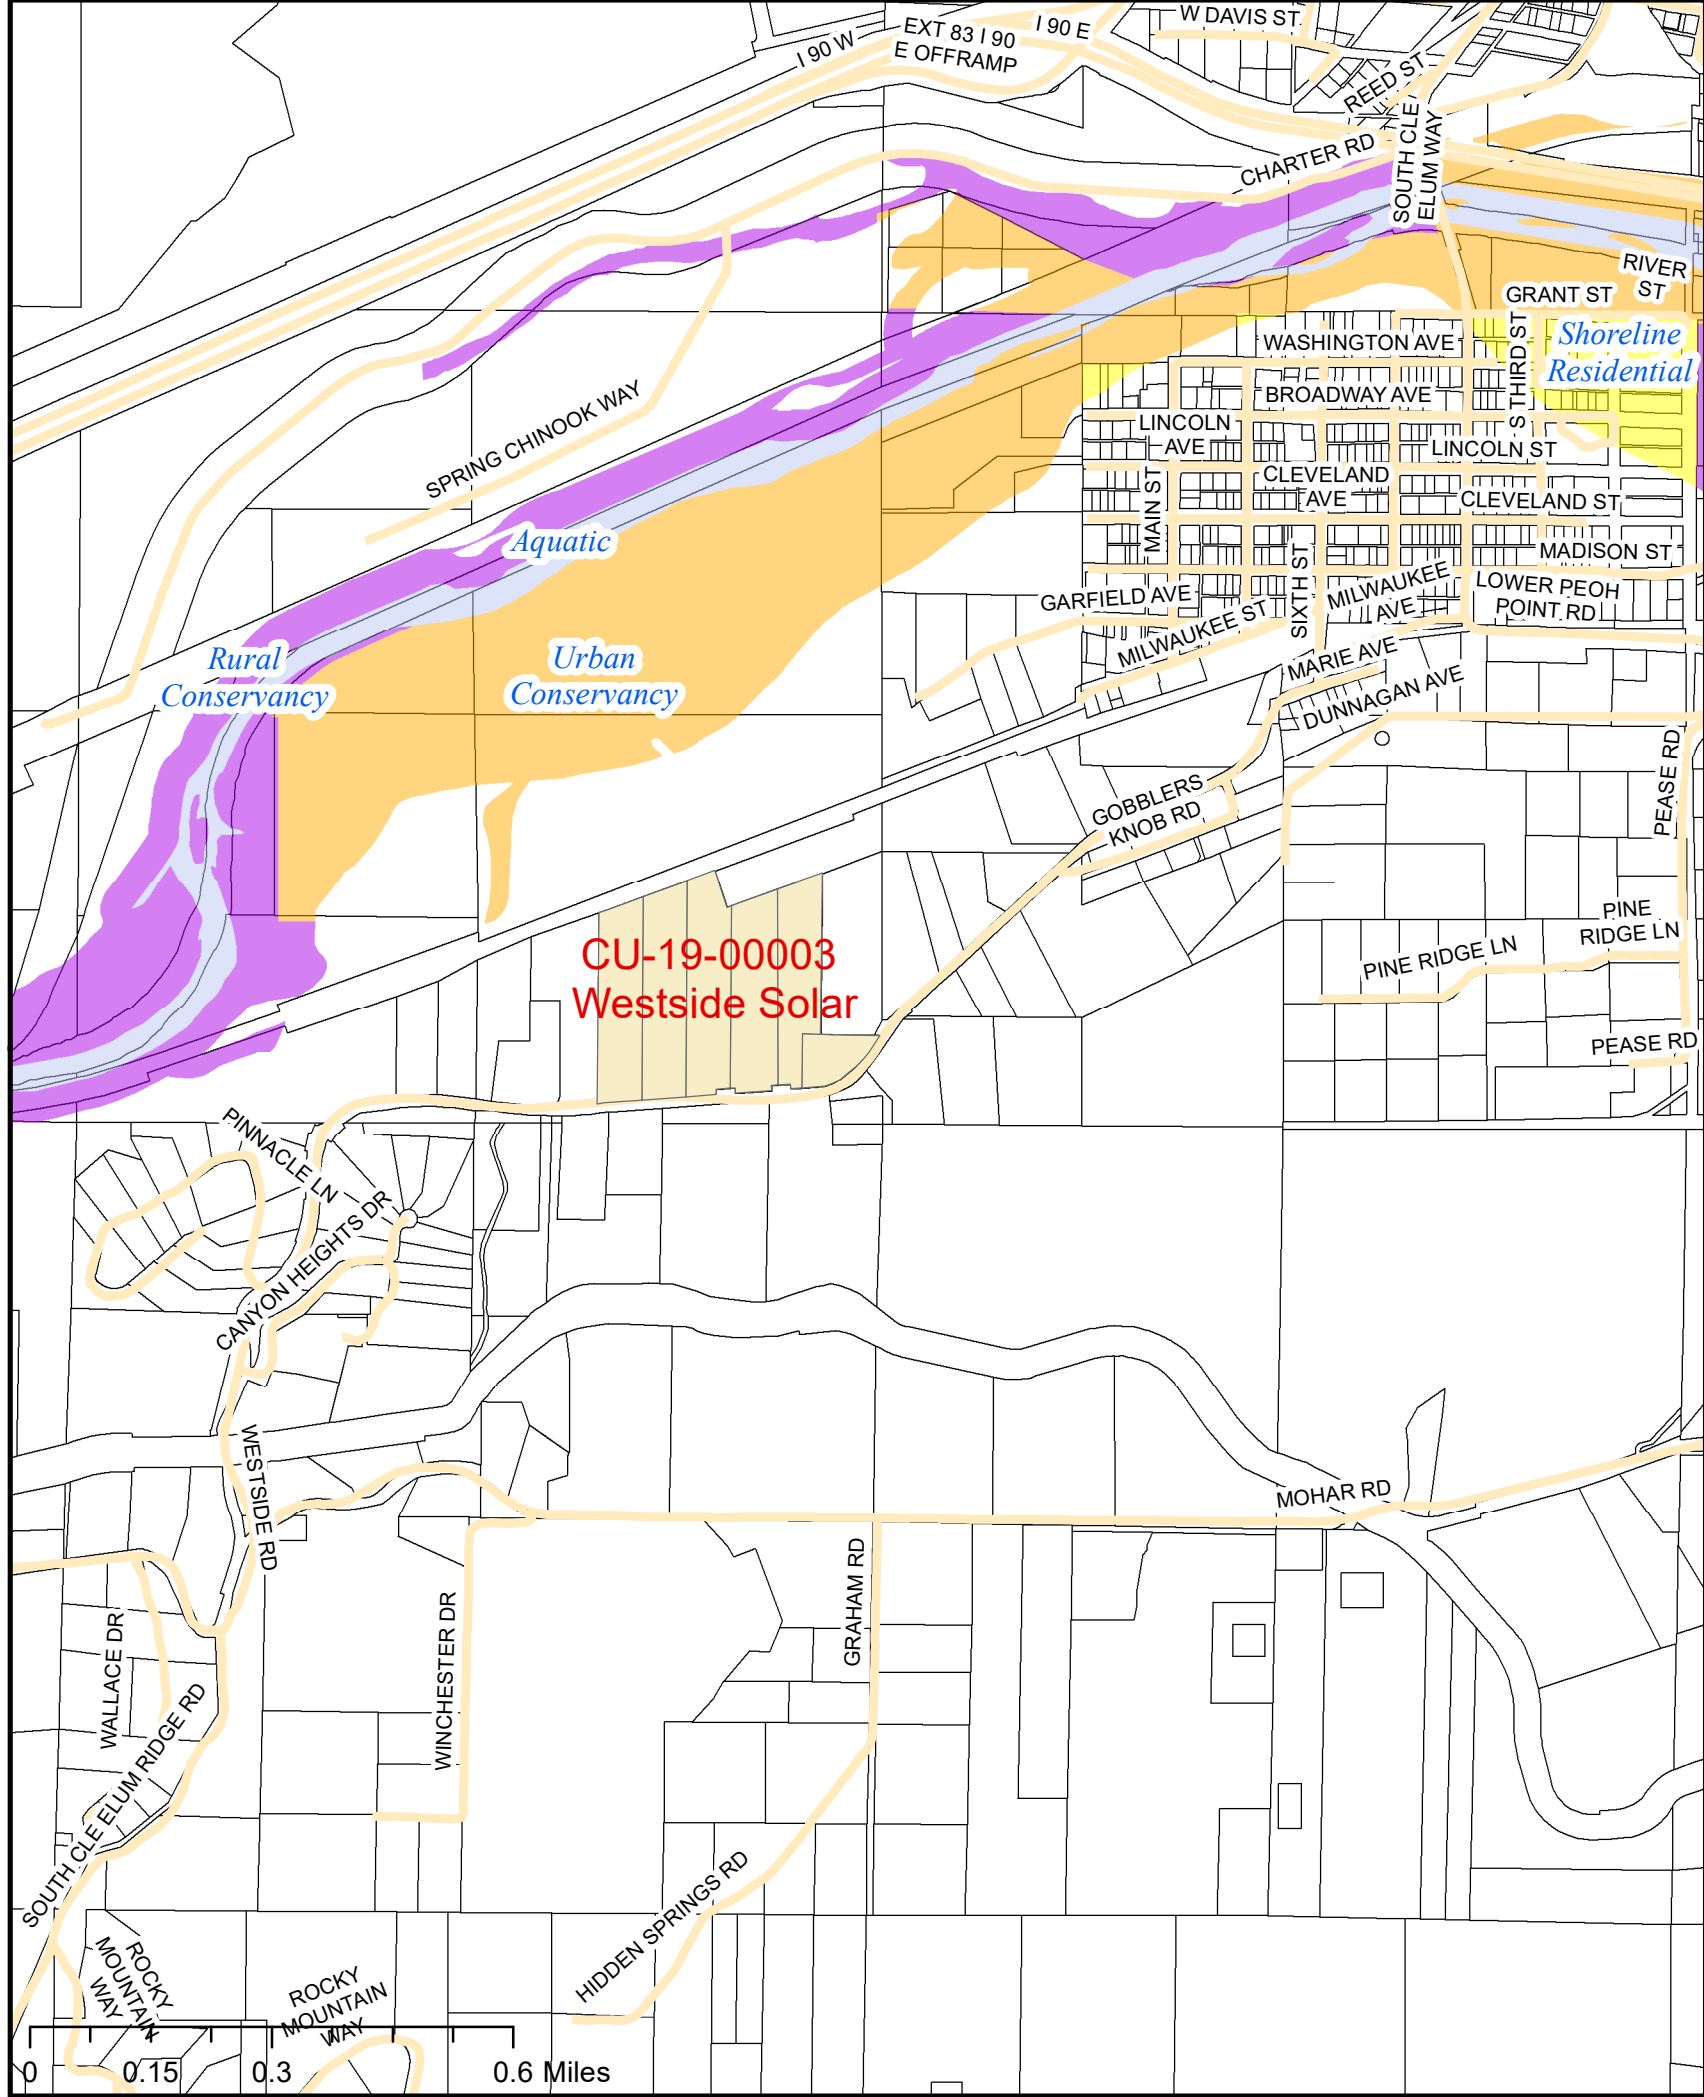 W DAVIS ST
I 90 W
EXT 83 I 90
E OFFRAMP
I 90 E
REED ST
SOUTH CLE
ELUM WAY
CHARTER RD
RIVER
ST
GRANT ST
Shoreline
Residential
WASHINGTON AVE
S THIRD ST
BROADWAY AVE
SPRING CHINOOK WAY
LINCOLN
AVE
LINCOLN ST
CLEVELAND
AVE
CLEVELAND ST
MAIN ST
Aquatic
MADISON ST
SIXTH ST
MILWAUKEE
AVE
LOWER PEOH
POINT RD
GARFIELD AVE
MILWAUKEE ST
Rural
Conservancy
Urban
Conservancy
MARIE AVE
DUNNAGAN AVE
PEASE RD
GOBBLERS
KNOB RD
PINE
RIDGE LN
PINE RIDGE LN
CU-19-00003
Westside Solar
PEASE RD
PINNACLE LN
CANYON HEIGHTS DR
WESTSIDE RD
MOHAR RD
GRAHAM RD
WINCHESTER DR
WALLACE DR
SOUTH CLE ELUM RIDGE RD
HIDDEN SPRINGS RD
ROCKY
MOUNTAIN
WAY
ROCKY
MOUNTAIN
WAY
0 0.15 0.3 0.6 Miles